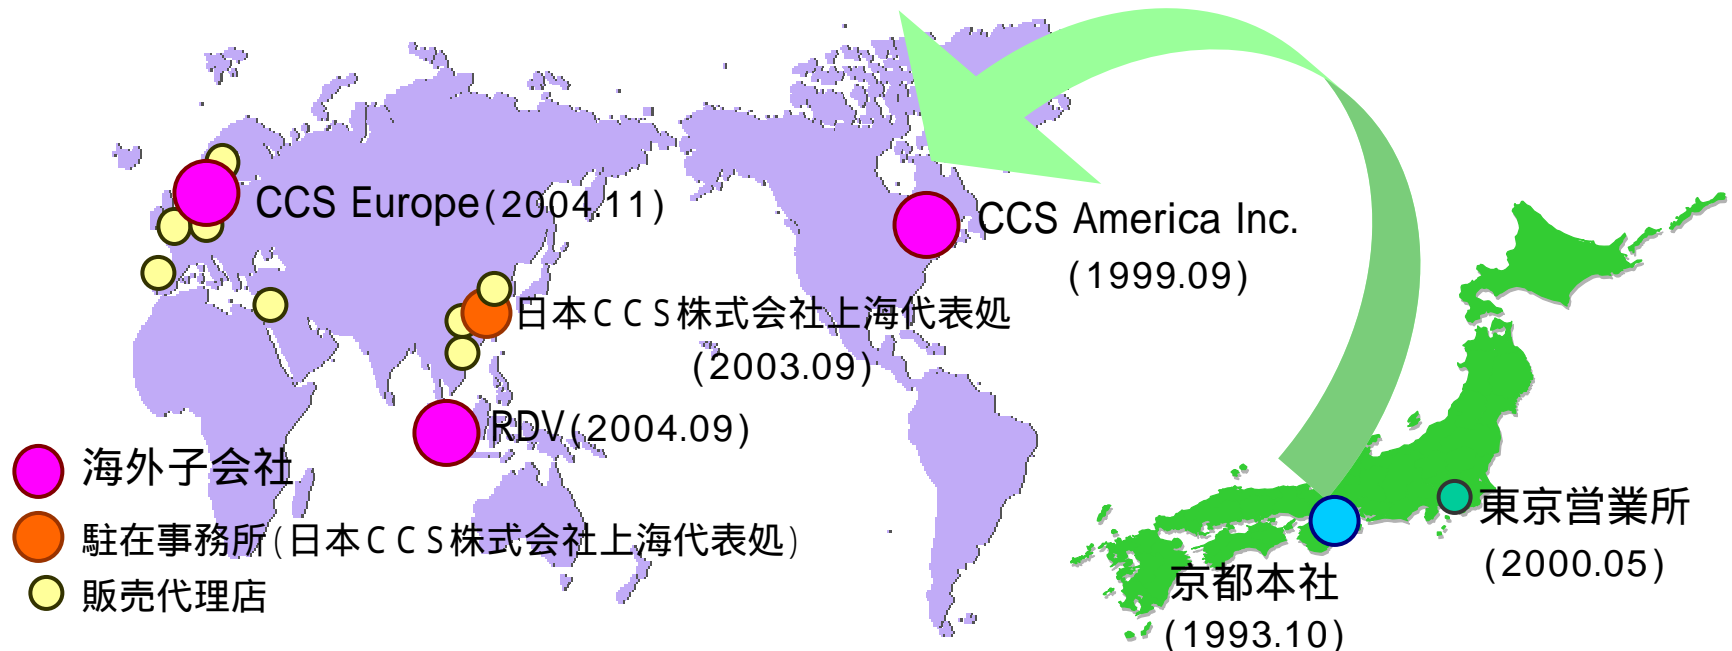 CCS Europe(2004.11)
CCS America Inc.
(1999.09)
日本CCS株式会社上海代表処
(2003.09)
RDV(2004.09)
海外子会社
駐在事務所(日本CCS株式会社上海代表処)
販売代理店
東京営業所
(2000.05)
京都本社
(1993.10)